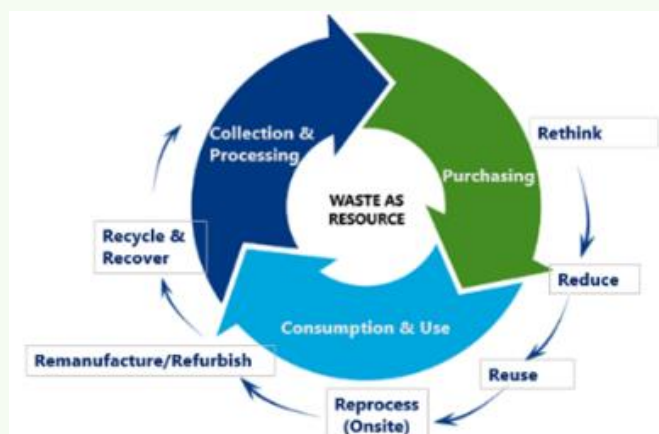 Collection &
Processing
Purchasing
Rethink
WASTE AS
RESOURCE
Recycle &
Recover
Reduce
Consumption & Use
Remanufacture/Refurbish
Reuse
Reprocess
(Onsite)